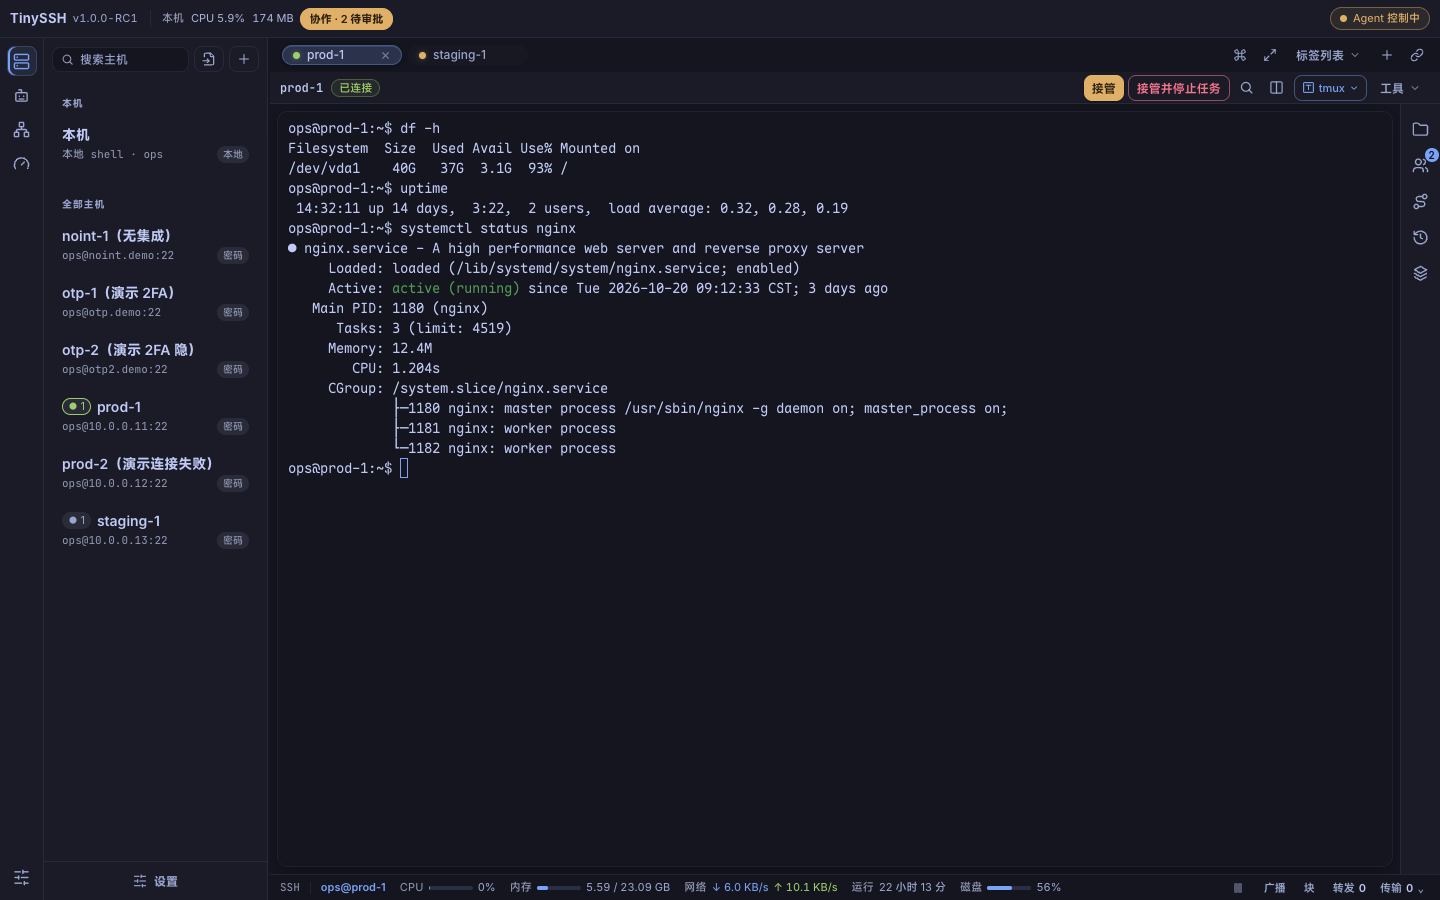 TinySSH v1.0.0-RC1 本机 CPU 5.9% 174 MB 协作 · 2 待审批 Agent 控制中
搜索主机
本机
本机
本地 shell · ops 本地
全部主机
noint-1（无集成）
ops@noint.demo:22 密码
otp-1（演示 2FA）
ops@otp.demo:22 密码
otp-2（演示 2FA 隐）
ops@otp2.demo:22 密码
1 prod-1
ops@10.0.0.11:22 密码
prod-2（演示连接失败）
ops@10.0.0.12:22 密码
1 staging-1
ops@10.0.0.13:22 密码
设置
prod-1 staging-1 标签列表
prod-1 已连接 接管 接管并停止任务 tmux 工具
2
ops@prod-1:~$ df -h
Filesystem  Size  Used Avail Use% Mounted on
/dev/vda1    40G   37G  3.1G  93% /
ops@prod-1:~$ uptime
 14:32:11 up 14 days,  3:22,  2 users,  load average: 0.32, 0.28, 0.19
ops@prod-1:~$ systemctl status nginx
● nginx.service - A high performance web server and reverse proxy server
     Loaded: loaded (/lib/systemd/system/nginx.service; enabled)
     Active: active (running) since Tue 2026-10-20 09:12:33 CST; 3 days ago
   Main PID: 1180 (nginx)
      Tasks: 3 (limit: 4519)
     Memory: 12.4M
        CPU: 1.204s
     CGroup: /system.slice/nginx.service
             ├─1180 nginx: master process /usr/sbin/nginx -g daemon on; master_process on;
             ├─1181 nginx: worker process
             └─1182 nginx: worker process
ops@prod-1:~$
SSH ops@prod-1 CPU 0% 内存 5.59 / 23.09 GB 网络 ↓ 6.0 KB/s ↑ 10.1 KB/s 运行 22 小时 13 分 磁盘 56% 广播 块 转发 0 传输 0